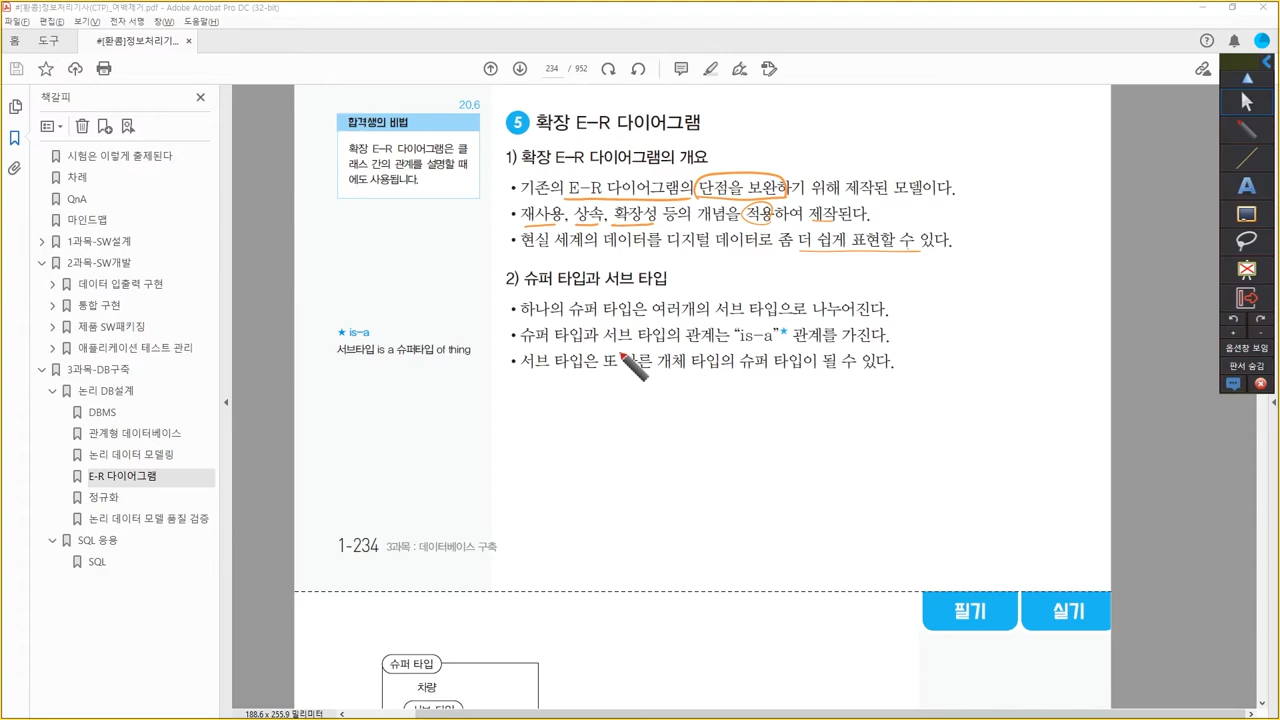 #[환콩]정보처리기사(CTP)_여백제거.pdf - Adobe Acrobat Pro DC (32-bit)
파일(F) 편집(E) 보기(V) 전자 서명 창(W) 도움말(H)
홈 도구 #[환콩]정보처리기... ×
234 / 952
책갈피
시험은 이렇게 출제된다
차례
QnA
마인드맵
1과목-SW설계
2과목-SW개발
데이터 입출력 구현
통합 구현
제품 SW패키징
애플리케이션 테스트 관리
3과목-DB구축
논리 DB설계
DBMS
관계형 데이터베이스
논리 데이터 모델링
E-R 다이어그램
정규화
논리 데이터 모델 품질 검증
SQL 응용
SQL
20.6
합격생의 비법
확장 E-R 다이어그램은 클
래스 간의 관계를 설명할 때
에도 사용됩니다.
5 확장 E-R 다이어그램
1) 확장 E-R 다이어그램의 개요
• 기존의 E-R 다이어그램의 단점을 보완하기 위해 제작된 모델이다.
• 재사용, 상속, 확장성 등의 개념을 적용하여 제작된다.
• 현실 세계의 데이터를 디지털 데이터로 좀 더 쉽게 표현할 수 있다.
2) 슈퍼 타입과 서브 타입
• 하나의 슈퍼 타입은 여러개의 서브 타입으로 나누어진다.
• 슈퍼 타입과 서브 타입의 관계는 “is-a”★ 관계를 가진다.
• 서브 타입은 또 른 개체 타입의 슈퍼 타입이 될 수 있다.
★ is-a
서브타입 is a 슈퍼타입 of thing
1-234 3과목 : 데이터베이스 구축
필기 실기
슈퍼 타입
차량
서브 타입
188.6 x 255.9 밀리미터
옵션창 보임
판서 숨김